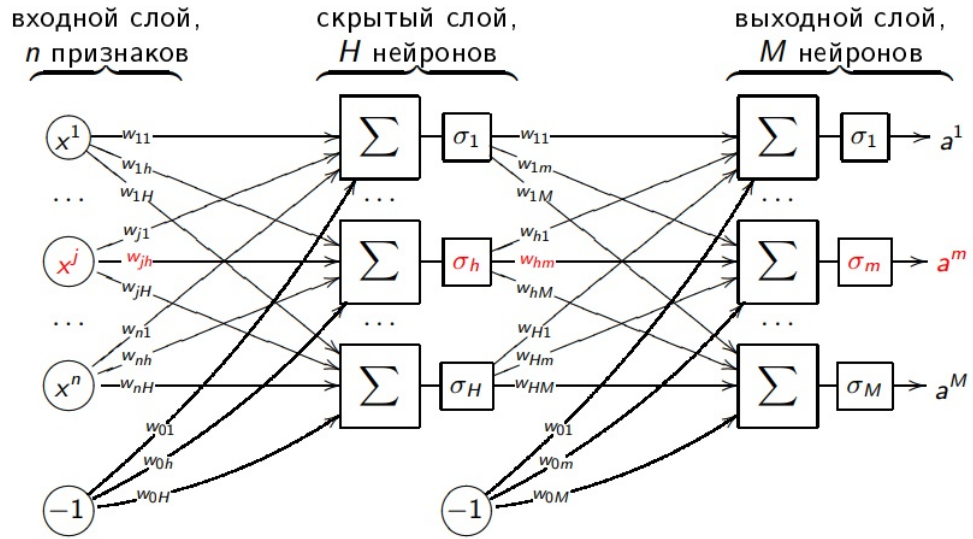 входной слой, скрытый слой, выходной слой,
n признаков H нейронов M нейронов
x¹ w₁₁ Σ σ₁ w₁₁ Σ σ₁ a¹
w₁ₕ w₁ₘ
w₁H w₁M
... ... ...
wⱼ₁ wₕ₁
xʲ wⱼₕ Σ σₕ wₕₘ Σ σₘ aᵐ
wⱼH wₕM
... ... ...
wₙ₁ wH₁
wₙₕ wHₘ
xⁿ wₙH Σ σH wHM Σ σM aᴹ
w₀₁ w₀₁
w₀ₕ w₀ₘ
w₀H w₀M
−1 −1